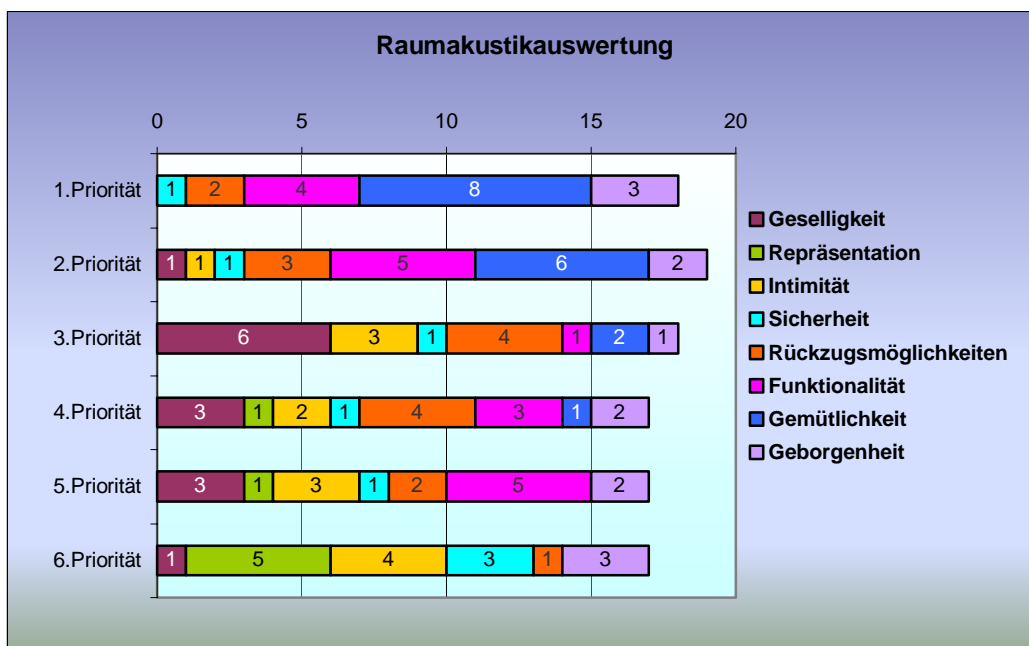 Raumakustikauswertung
0 5 10 15 20
1.Priorität 1 2 4 8 3
2.Priorität 1 1 1 3 5 6 2
3.Priorität 6 3 1 4 1 2 1
4.Priorität 3 1 2 1 4 3 1 2
5.Priorität 3 1 3 1 2 5 2
6.Priorität 1 5 4 3 1 3
Geselligkeit
Repräsentation
Intimität
Sicherheit
Rückzugsmöglichkeiten
Funktionalität
Gemütlichkeit
Geborgenheit